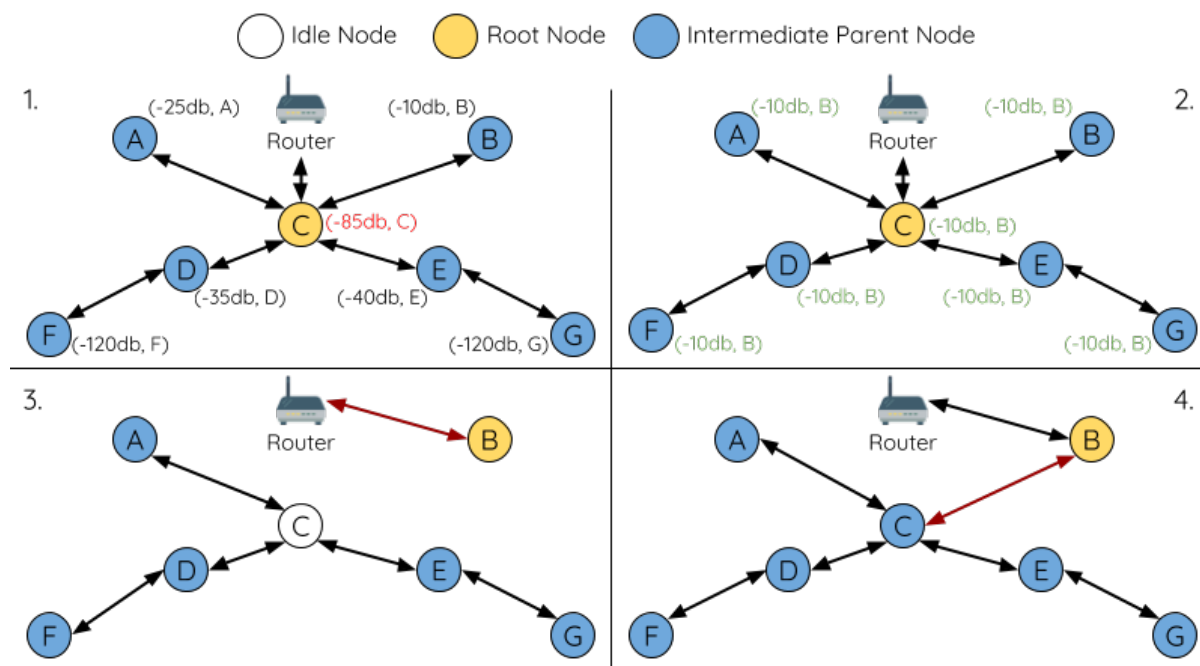 Idle Node
Root Node
Intermediate Parent Node
1.
(-25db, A)
(-10db, B)
A
Router
B
C
(-85db, C)
D
(-35db, D)
(-40db, E)
E
F
(-120db, F)
(-120db, G)
G
2.
(-10db, B)
(-10db, B)
A
Router
B
C
(-10db, B)
D
(-10db, B)
(-10db, B)
E
F
(-10db, B)
(-10db, B)
G
3.
A
Router
B
C
D
E
F
G
4.
A
Router
B
C
D
E
F
G